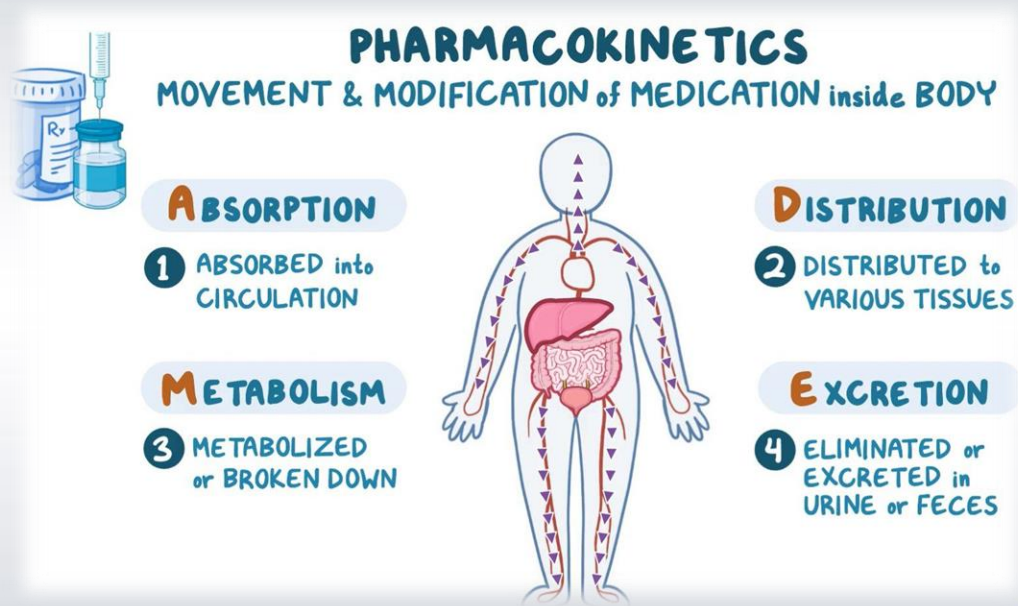 PHARMACOKINETICS
MOVEMENT & MODIFICATION of MEDICATION inside BODY
Rx
ABSORPTION
1 ABSORBED into
CIRCULATION
DISTRIBUTION
2 DISTRIBUTED to
VARIOUS TISSUES
METABOLISM
3 METABOLIZED
or BROKEN DOWN
EXCRETION
4 ELIMINATED or
EXCRETED in
URINE or FECES